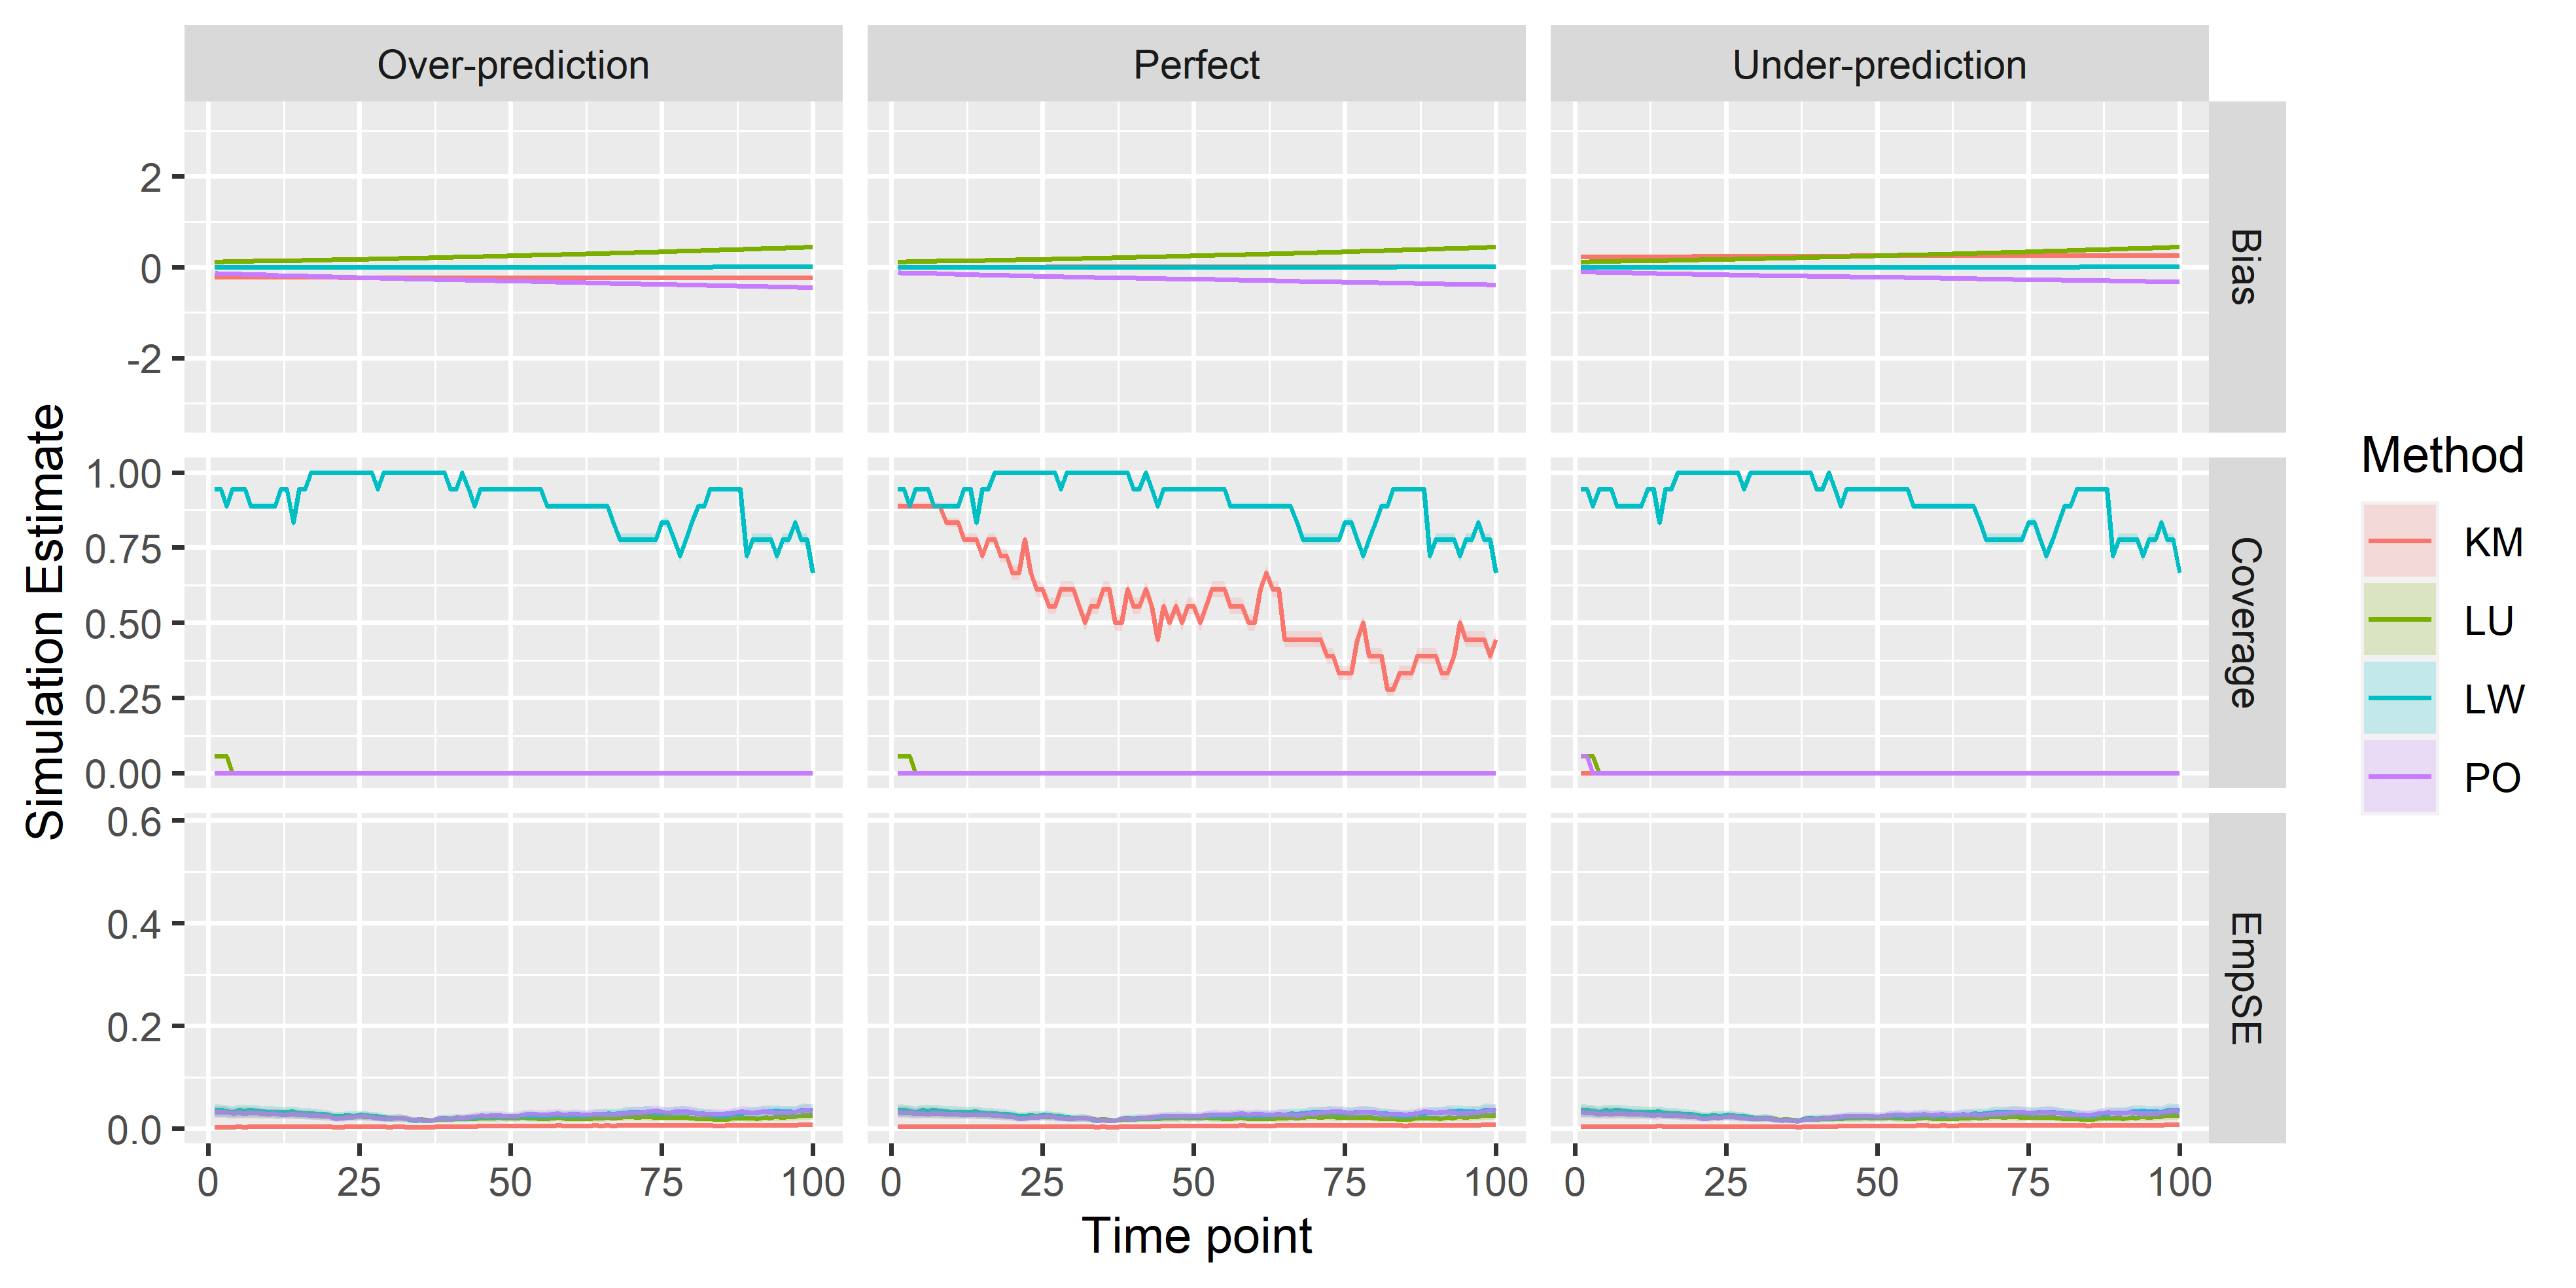 Over-prediction
Perfect
Under-prediction
2
0
-2
Bias
1.00
0.75
0.50
0.25
0.00
Coverage
0.6
0.4
0.2
0.0
EmpSE
0 25 50 75 100
0 25 50 75 100
0 25 50 75 100
Time point
Simulation Estimate
Method
KM
LU
LW
PO